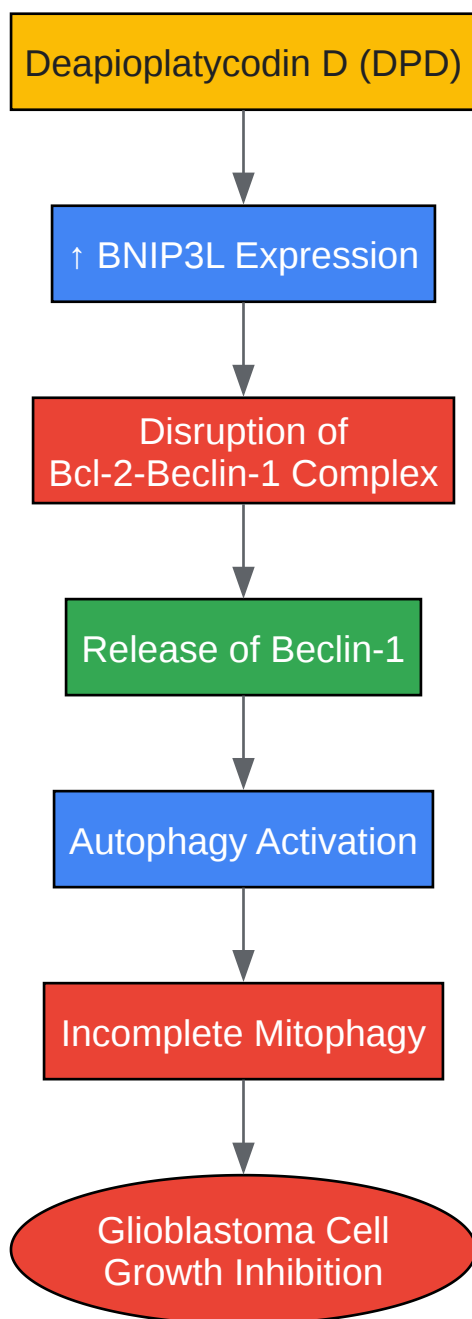 Deapioplatycodin D (DPD)
↑ BNIP3L Expression
Disruption of
Bcl-2-Beclin-1 Complex
Release of Beclin-1
Autophagy Activation
Incomplete Mitophagy
Glioblastoma Cell
Growth Inhibition